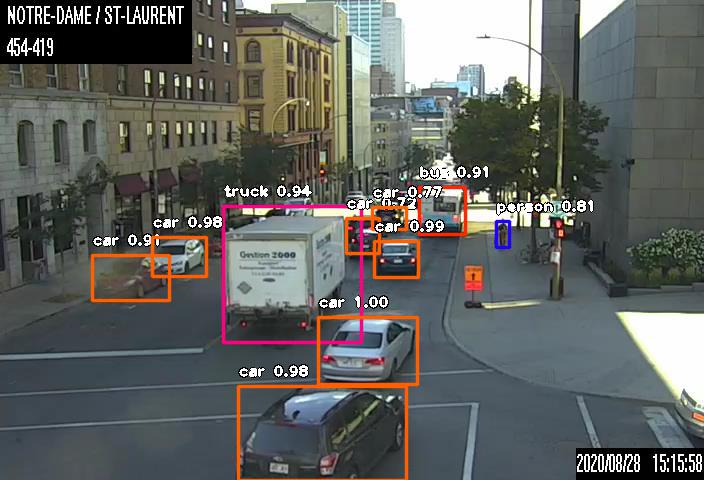 NOTRE-DAME / ST-LAURENT
454-419
bus 0.91
truck 0.94
car 0.77
car 0.72
person 0.81
car 0.98
car 0.99
car 0.91
Gestion 2000
car 1.00
car 0.98
2020/08/28 15:15:58